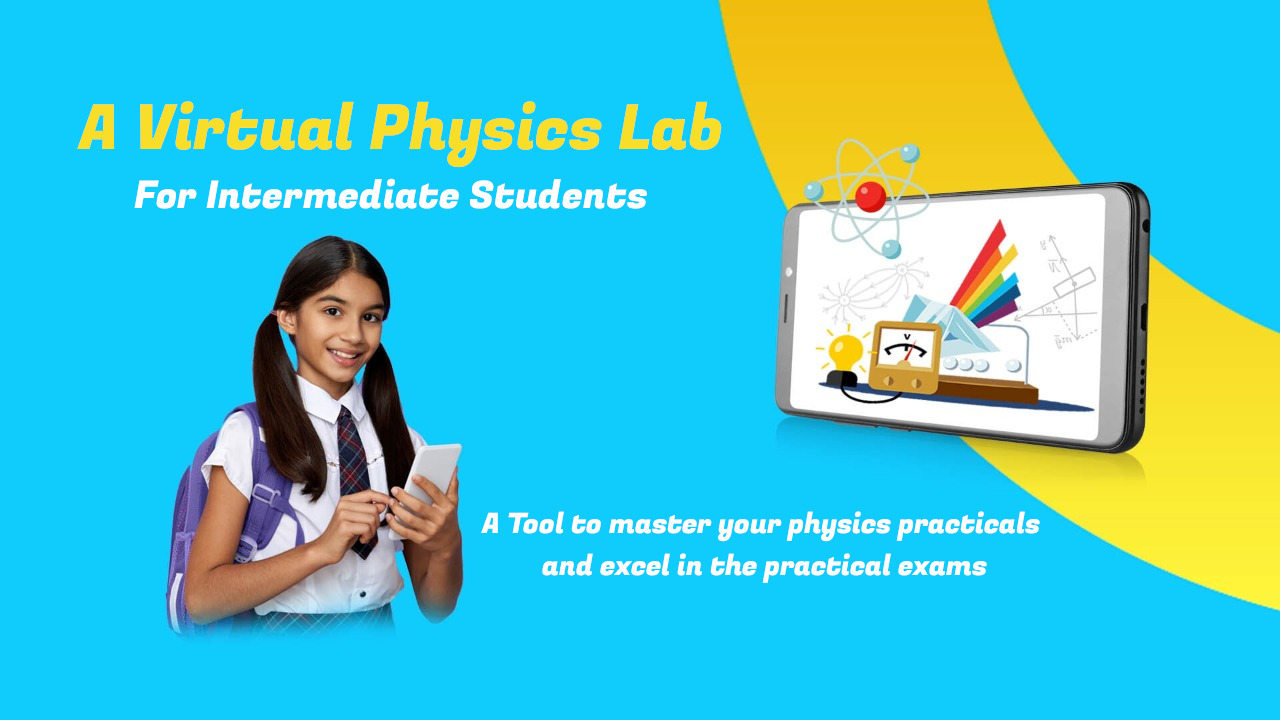 A Virtual Physics Lab
For Intermediate Students
V
A Tool to master your physics practicals
and excel in the practical exams